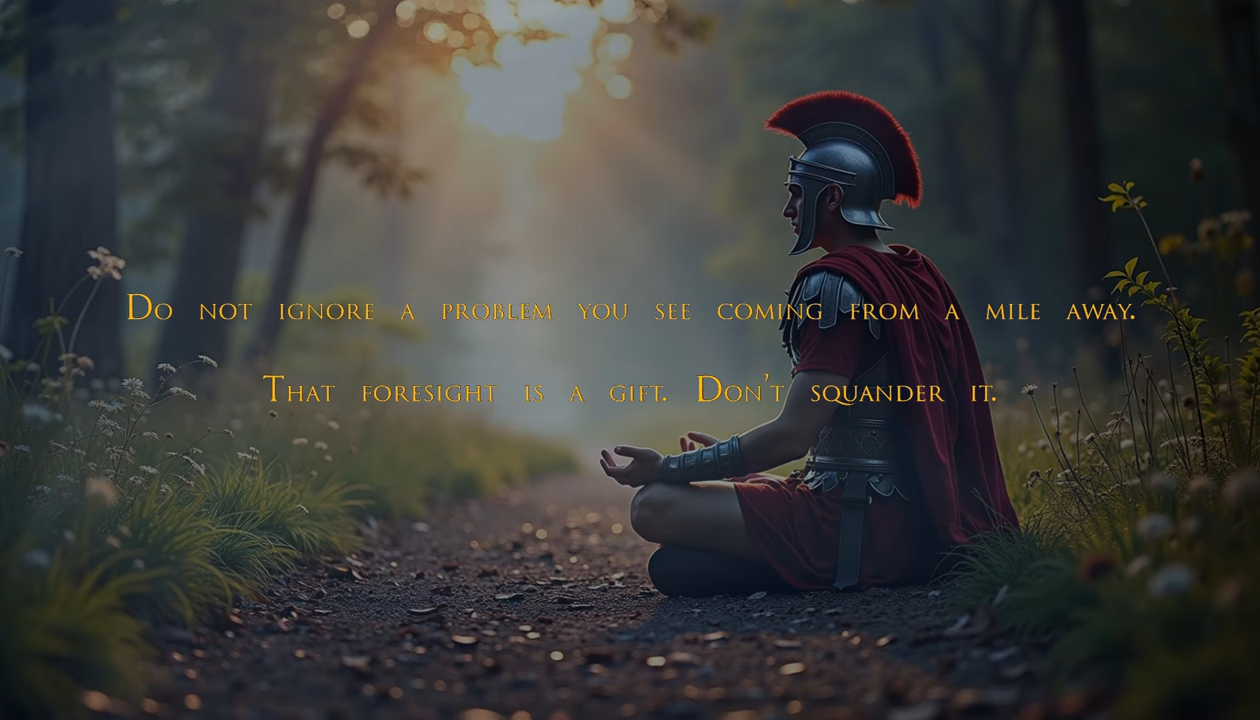 Do not ignore a problem you see coming from a mile away.
That foresight is a gift. Don't squander it.